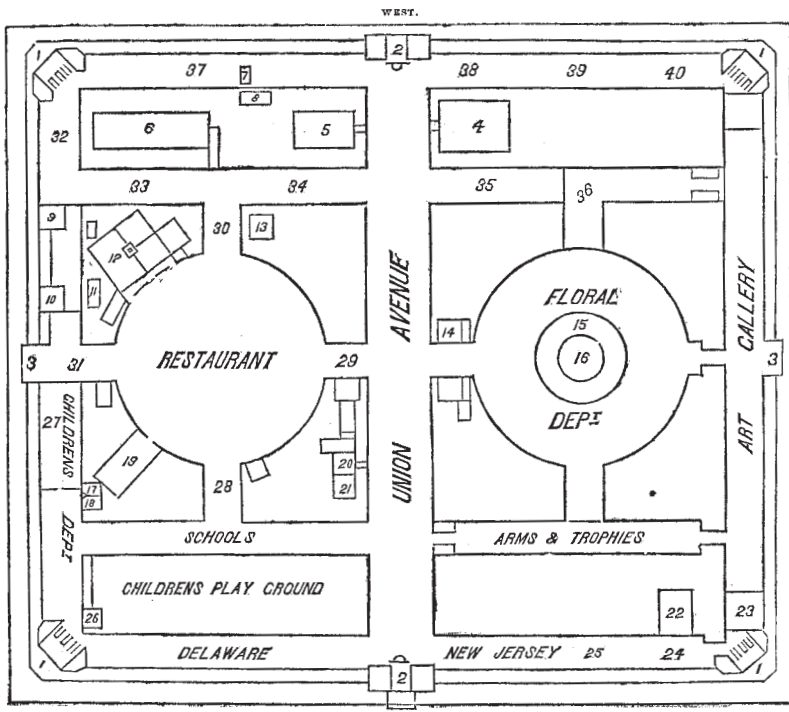 WEST.
1 2 1
37 7 38 39 40
8
32 6 5 4
33 34 35 36
9 30 13
12
10 11 AVENUE FLORAL GALLERY
14 15
3 31 RESTAURANT 29 16 3
27 CHILDRENS DEPT ART
19 20
17
18 28 UNION
21
DEPT SCHOOLS ARMS & TROPHIES
CHILDRENS PLAY GROUND
26 22 23
1 DELAWARE 2 NEW JERSEY 25 24 1